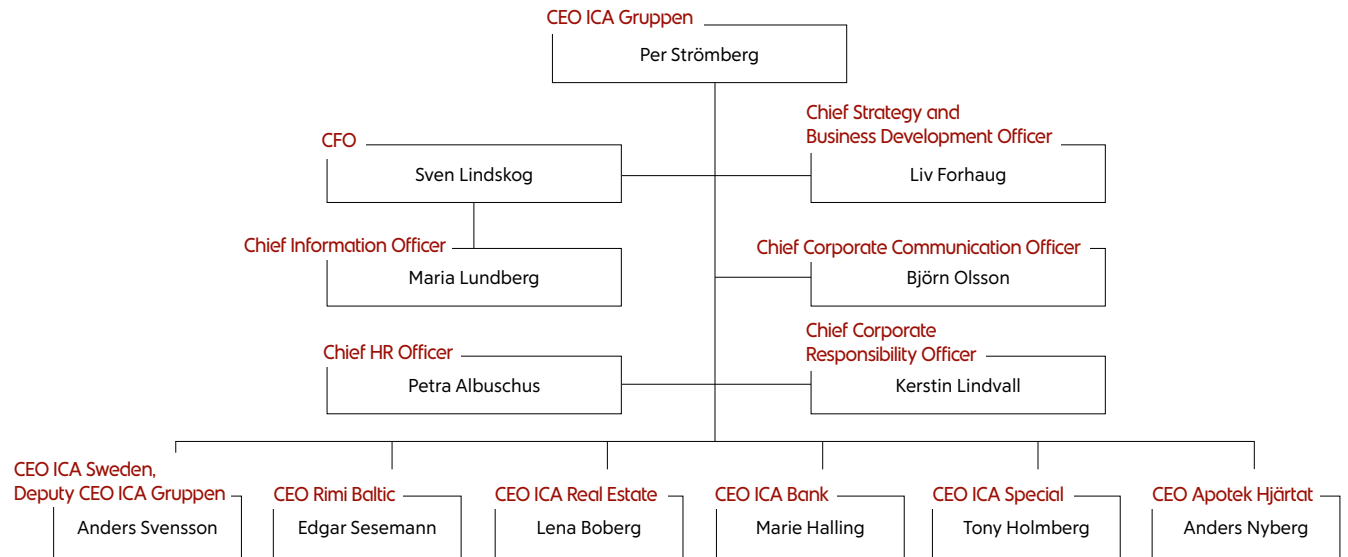 CEO ICA Gruppen
Per Strömberg
CFO
Sven Lindskog
Chief Strategy and
Business Development Officer
Liv Forhaug
Chief Information Officer
Maria Lundberg
Chief Corporate Communication Officer
Björn Olsson
Chief HR Officer
Petra Albuschus
Chief Corporate
Responsibility Officer
Kerstin Lindvall
CEO ICA Sweden,
Deputy CEO ICA Gruppen
Anders Svensson
CEO Rimi Baltic
Edgar Sesemann
CEO ICA Real Estate
Lena Boberg
CEO ICA Bank
Marie Halling
CEO ICA Special
Tony Holmberg
CEO Apotek Hjärtat
Anders Nyberg